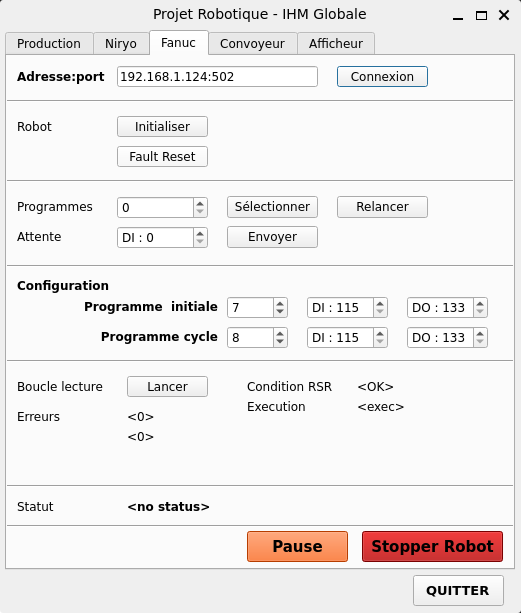 Projet Robotique - IHM Globale
Production Niryo Fanuc Convoyeur Afficheur
Adresse:port 192.168.1.124:502 Connexion
Robot Initialiser
Fault Reset
Programmes 0 Sélectionner Relancer
Attente DI : 0 Envoyer
Configuration
Programme initiale 7 DI : 115 DO : 133
Programme cycle 8 DI : 115 DO : 133
Boucle lecture Lancer Condition RSR <OK>
Execution <exec>
Erreurs <0>
<0>
Statut <no status>
Pause Stopper Robot
QUITTER